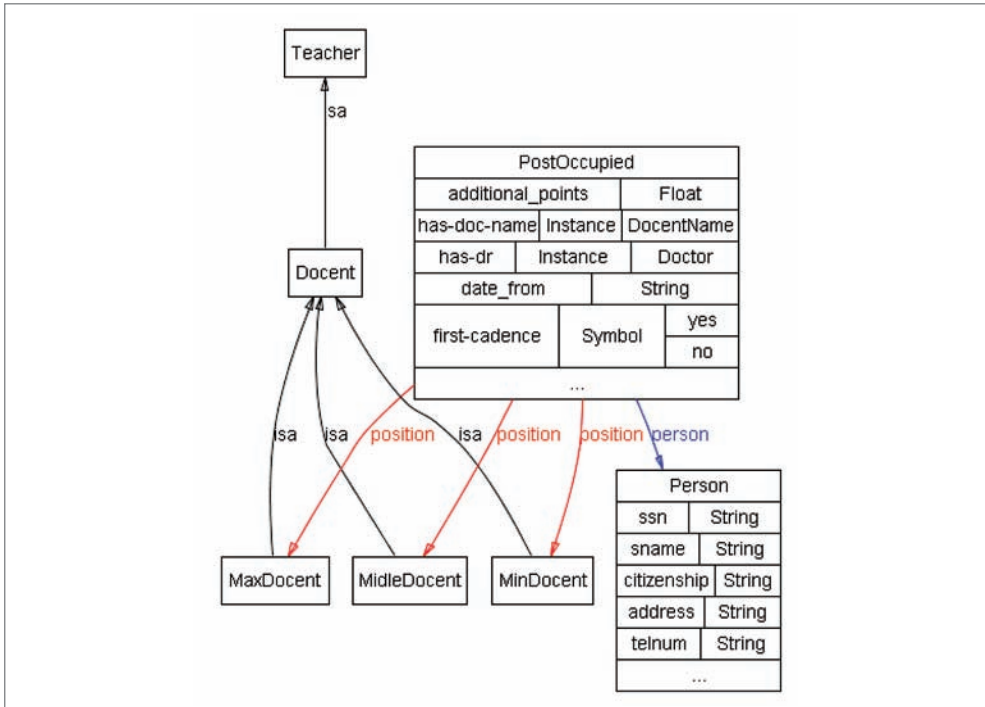 Teacher
isa
PostOccupied
additional_points Float
has-doc-name Instance DocentName
Docent
has-dr Instance Doctor
date_from String
first-cadence Symbol yes
no
...
isa isa position isa position position person
Person
ssn String
sname String
MaxDocent MidleDocent MinDocent
citizenship String
address String
telnum String
...